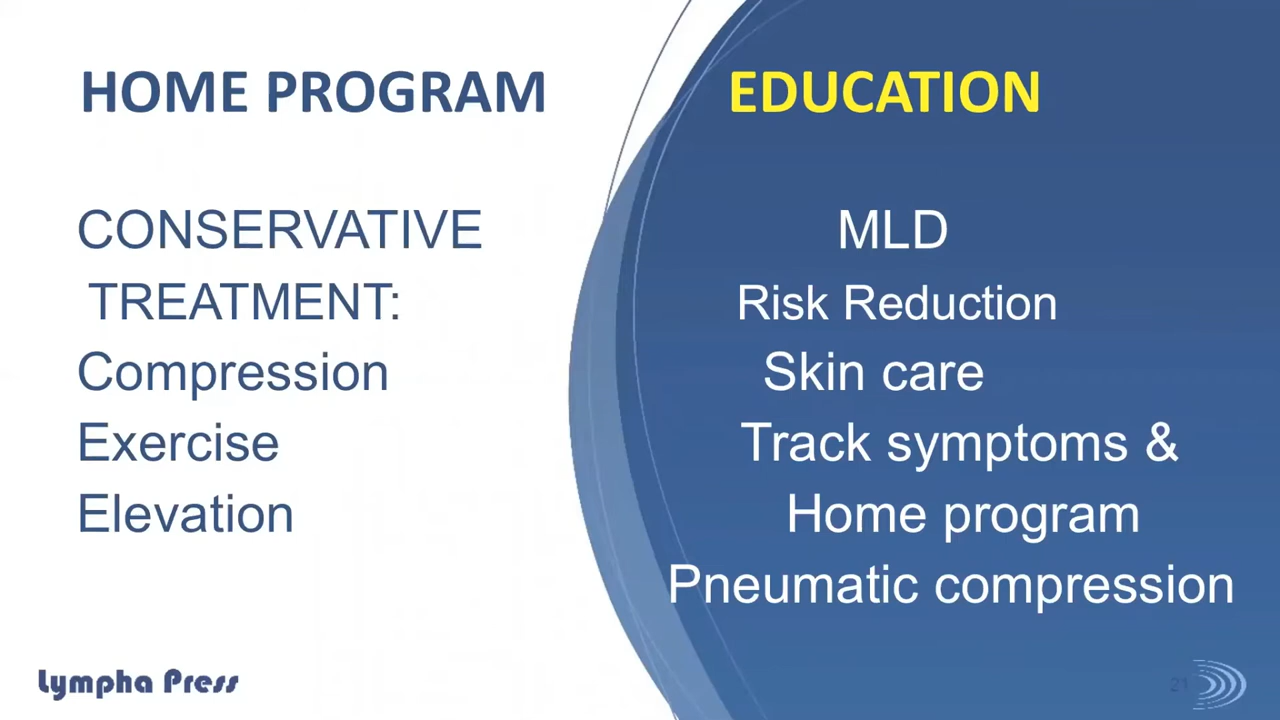 HOME PROGRAM
CONSERVATIVE
TREATMENT:
Compression
Exercise
Elevation
EDUCATION
MLD
Risk Reduction
Skin care
Track symptoms &
Home program
Pneumatic compression
Lympha Press
21